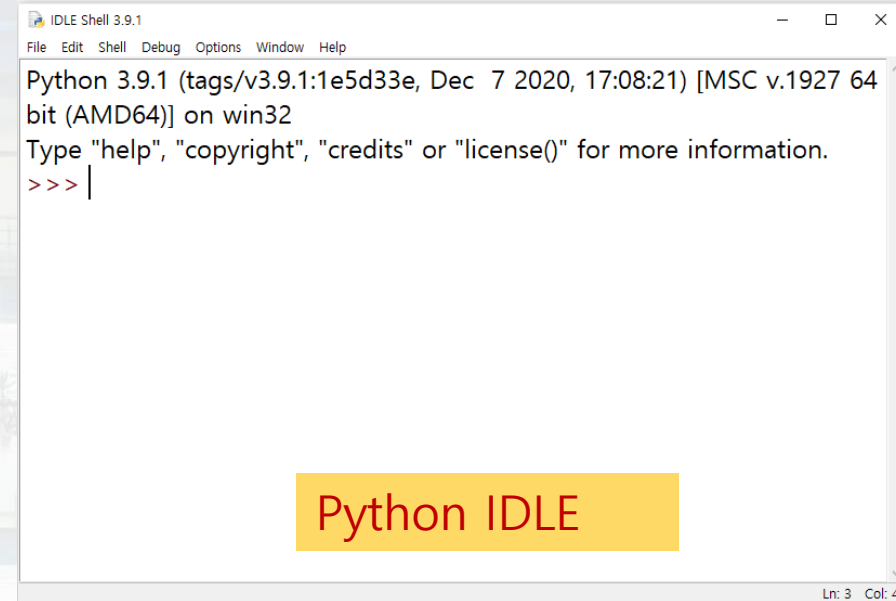 IDLE Shell 3.9.1
File Edit Shell Debug Options Window Help
Python 3.9.1 (tags/v3.9.1:1e5d33e, Dec  7 2020, 17:08:21) [MSC v.1927 64
bit (AMD64)] on win32
Type "help", "copyright", "credits" or "license()" for more information.
>>>
Python IDLE
Ln: 3 Col: 4